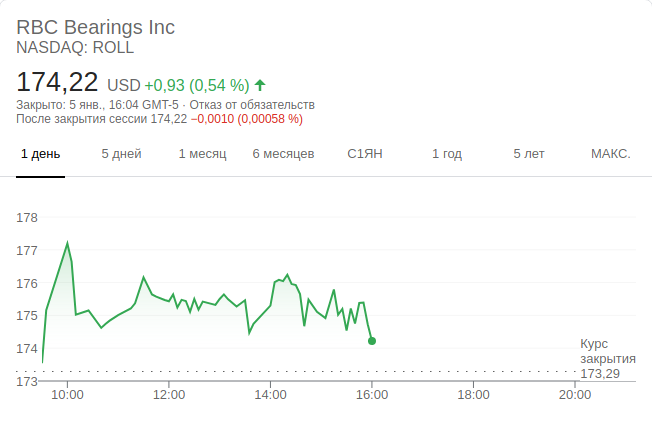 RBC Bearings Inc
NASDAQ: ROLL
174,22 USD +0,93 (0,54 %)
Закрыто: 5 янв., 16:04 GMT-5 · Отказ от обязательств
После закрытия сессии 174,22 −0,0010 (0,00058 %)
1 день 5 дней 1 месяц 6 месяцев С1ЯН 1 год 5 лет МАКС.
178
177
176
175
174
173
Курс
закрытия
173,29
10:00 12:00 14:00 16:00 18:00 20:00